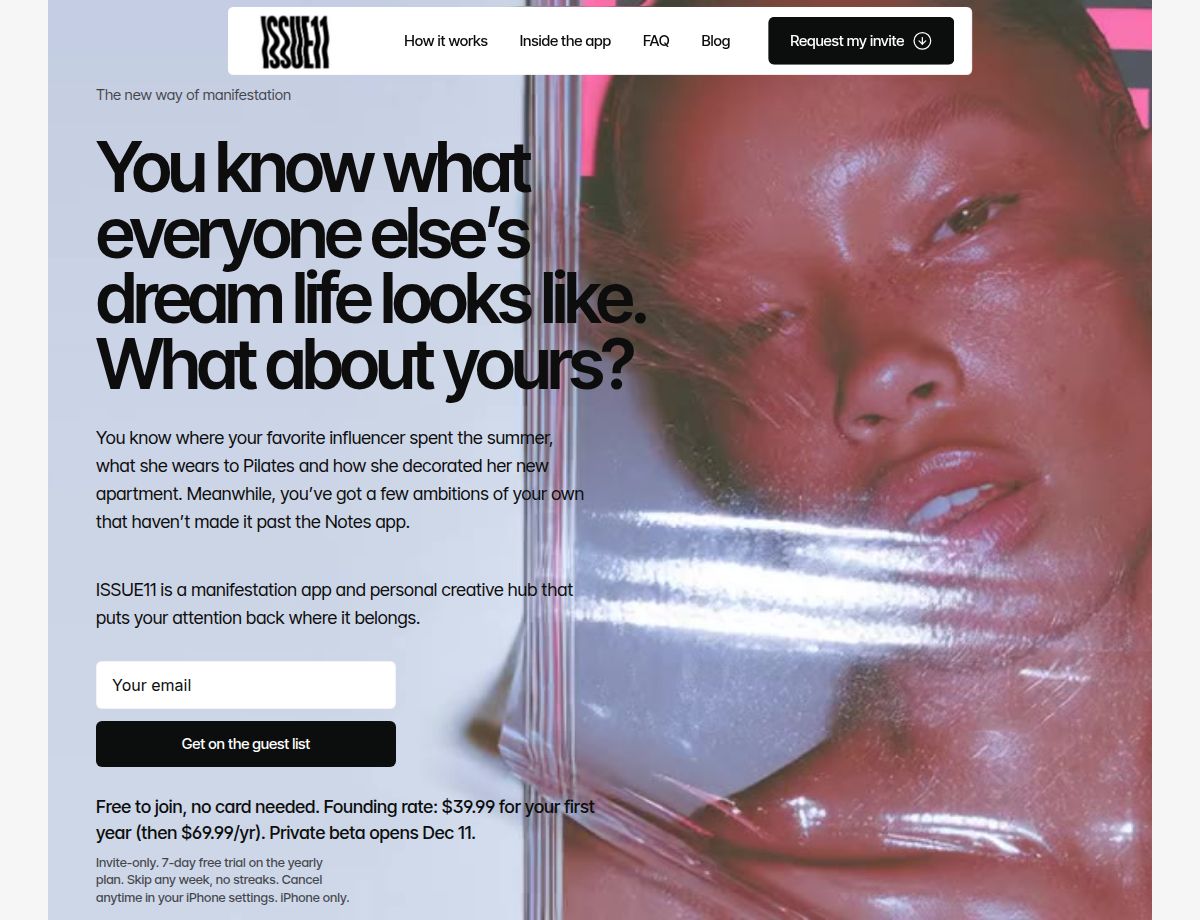 ISSUE11
How it works
Inside the app
FAQ
Blog
Request my invite
The new way of manifestation
You know what
everyone else’s
dream life looks like.
What about yours?
You know where your favorite influencer spent the summer,
what she wears to Pilates and how she decorated her new
apartment. Meanwhile, you’ve got a few ambitions of your own
that haven’t made it past the Notes app.
ISSUE11 is a manifestation app and personal creative hub that
puts your attention back where it belongs.
Your email
Get on the guest list
Free to join, no card needed. Founding rate: $39.99 for your first
year (then $69.99/yr). Private beta opens Dec 11.
Invite-only. 7-day free trial on the yearly
plan. Skip any week, no streaks. Cancel
anytime in your iPhone settings. iPhone only.